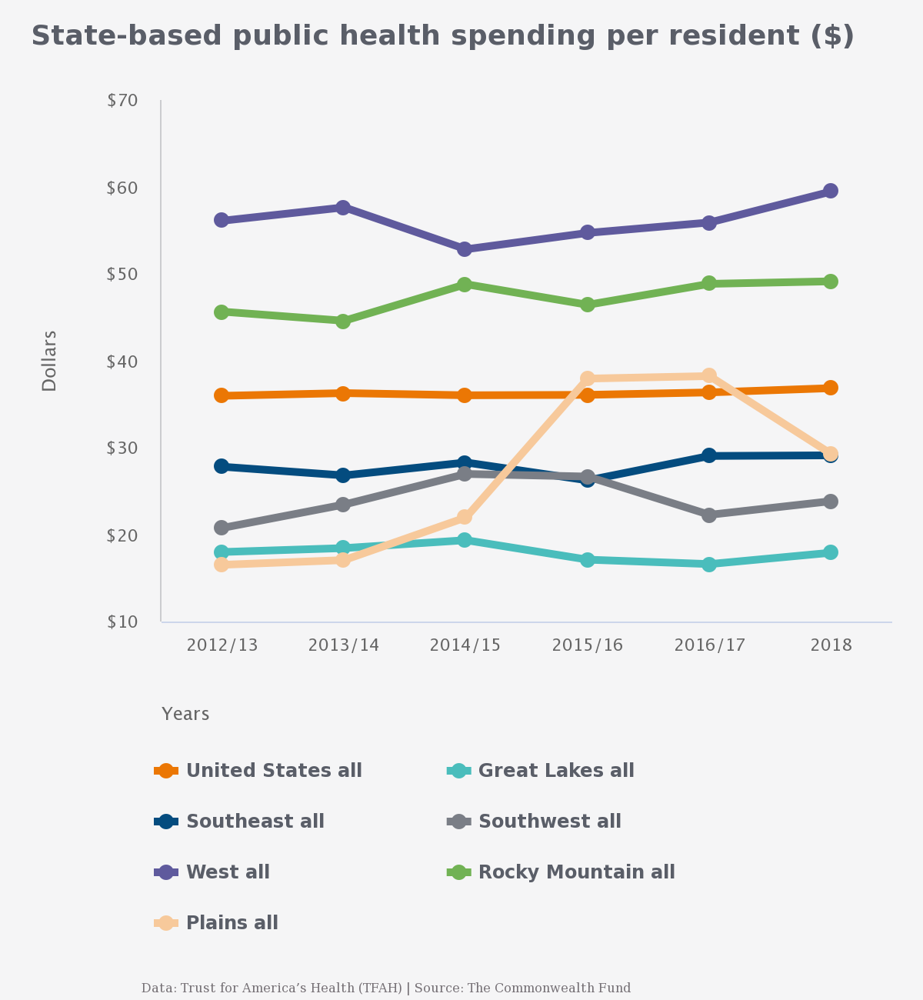 State-based public health spending per resident ($)
$70
$60
$50
$40
$30
$20
$10
Dollars
2012/13 2013/14 2014/15 2015/16 2016/17 2018
Years
United States all Great Lakes all
Southeast all Southwest all
West all Rocky Mountain all
Plains all
Data: Trust for America’s Health (TFAH) | Source: The Commonwealth Fund